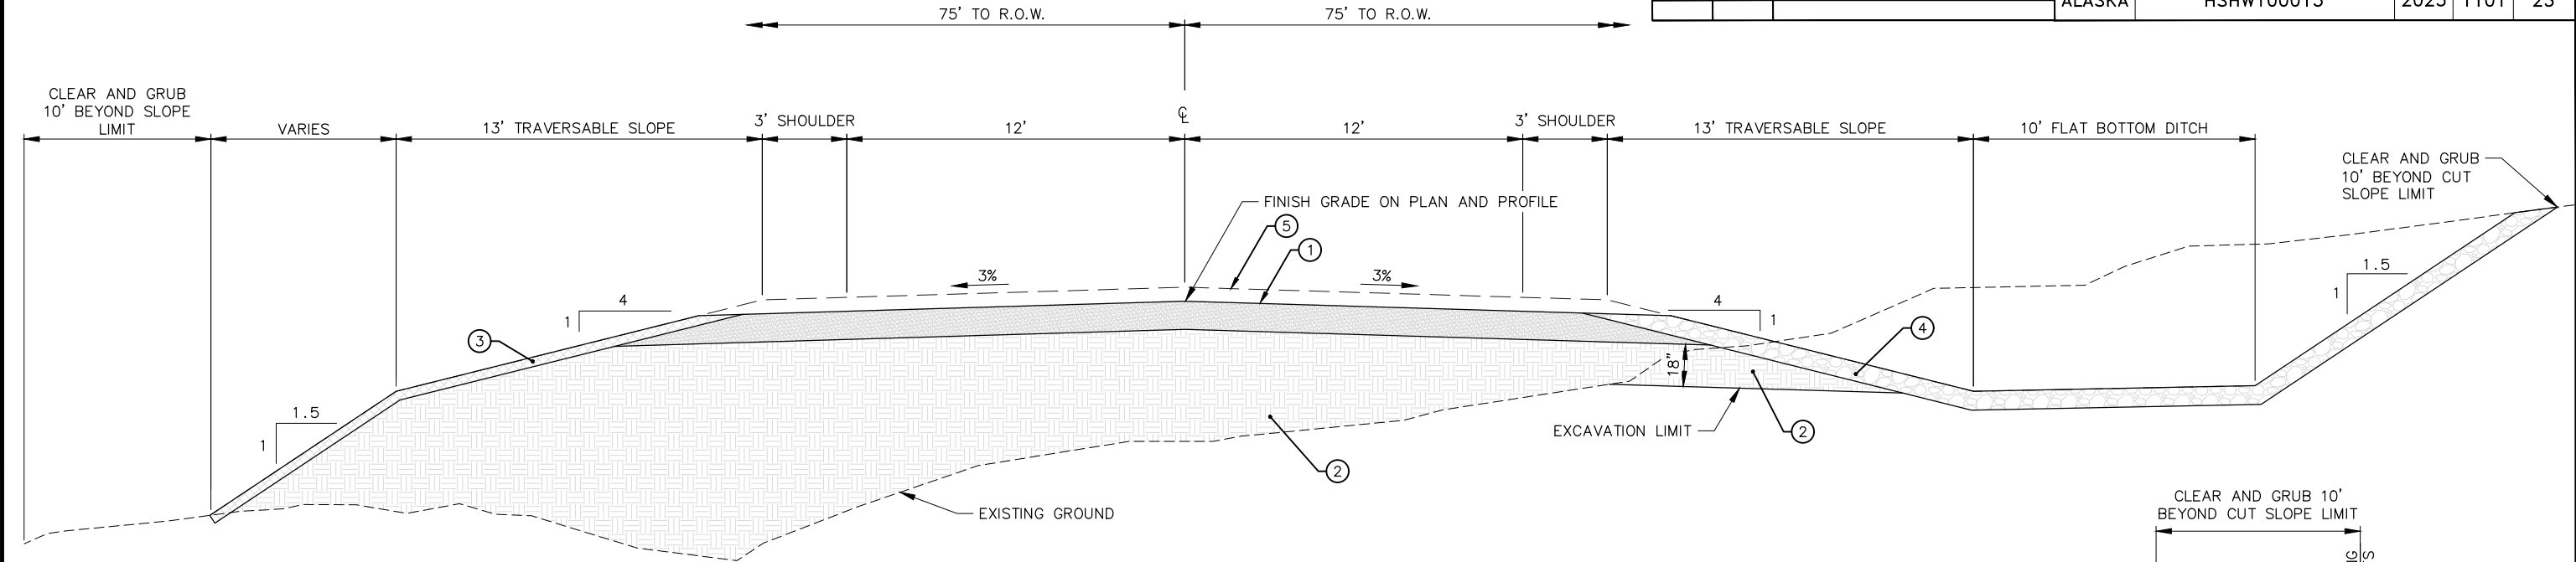 75' TO R.O.W.
75' TO R.O.W.
ALASKA HSHWY00015 2023 1101 23
CLEAR AND GRUB
10' BEYOND SLOPE
LIMIT
VARIES
13' TRAVERSABLE SLOPE
3' SHOULDER
12'
℄
12'
3' SHOULDER
13' TRAVERSABLE SLOPE
10' FLAT BOTTOM DITCH
CLEAR AND GRUB
10' BEYOND CUT
SLOPE LIMIT
FINISH GRADE ON PLAN AND PROFILE
5
1
3%
3%
4
1
3
4
1
4
1.5
1
18"
2
1.5
1
EXCAVATION LIMIT
2
EXISTING GROUND
CLEAR AND GRUB 10'
BEYOND CUT SLOPE LIMIT